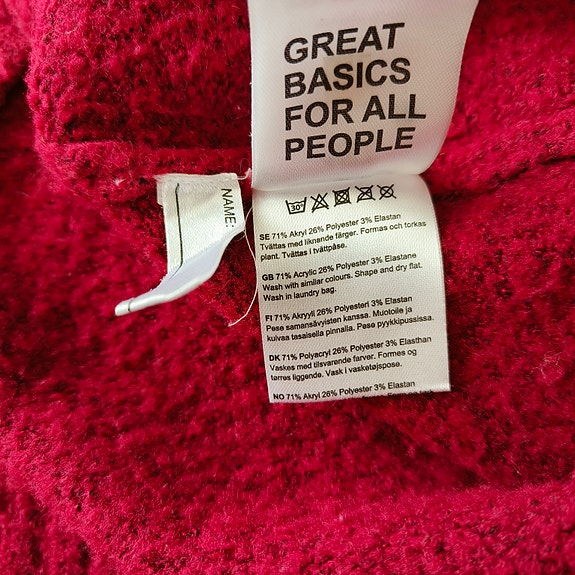 GREAT
BASICS
FOR ALL
PEOPLE
NAME:
30°
SE 71% Akryl 26% Polyester 3% Elastan
Tvättas med liknande färger. Formas och torkas
plant. Tvättas i tvättpåse.
GB 71% Acrylic 26% Polyester 3% Elastane
Wash with similar colours. Shape and dry flat.
Wash in laundry bag.
FI 71% Akryyli 26% Polyesteri 3% Elastan
Pese samansävyisten kanssa. Muotoile ja
kuivaa tasaisella pinnalla. Pese pyykkipussissa.
DK 71% Polyacryl 26% Polyester 3% Elasthan
Vaskes med tilsvarende farver. Formes og
tørres liggende. Vask i vasketøjspose.
NO 71% Akryl 26% Polyester 3% Elastan